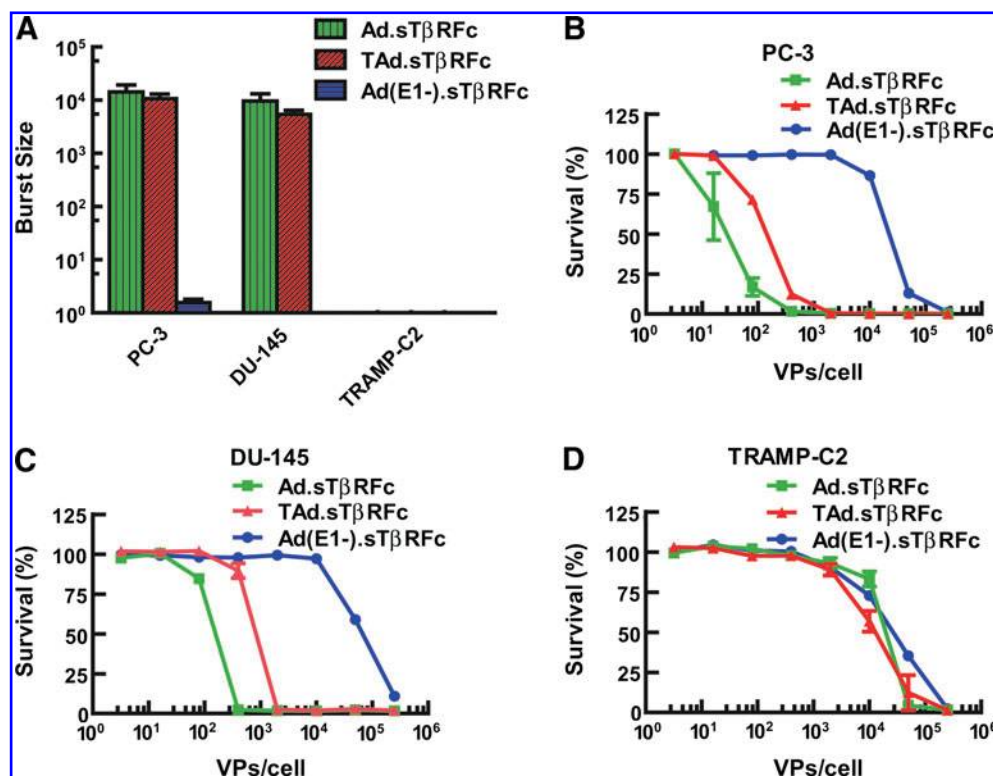 A
Burst Size
10⁵
10⁴
10³
10²
10¹
10⁰
PC-3
DU-145
TRAMP-C2
Ad.sTβRFc
TAd.sTβRFc
Ad(E1-).sTβRFc
B
PC-3
Ad.sTβRFc
TAd.sTβRFc
Ad(E1-).sTβRFc
Survival (%)
125
100
75
50
25
0
10⁰ 10¹ 10² 10³ 10⁴ 10⁵ 10⁶
VPs/cell
C
DU-145
Ad.sTβRFc
TAd.sTβRFc
Ad(E1-).sTβRFc
Survival (%)
125
100
75
50
25
0
10⁰ 10¹ 10² 10³ 10⁴ 10⁵ 10⁶
VPs/cell
D
TRAMP-C2
Ad.sTβRFc
TAd.sTβRFc
Ad(E1-).sTβRFc
Survival (%)
125
100
75
50
25
0
10⁰ 10¹ 10² 10³ 10⁴ 10⁵ 10⁶
VPs/cell